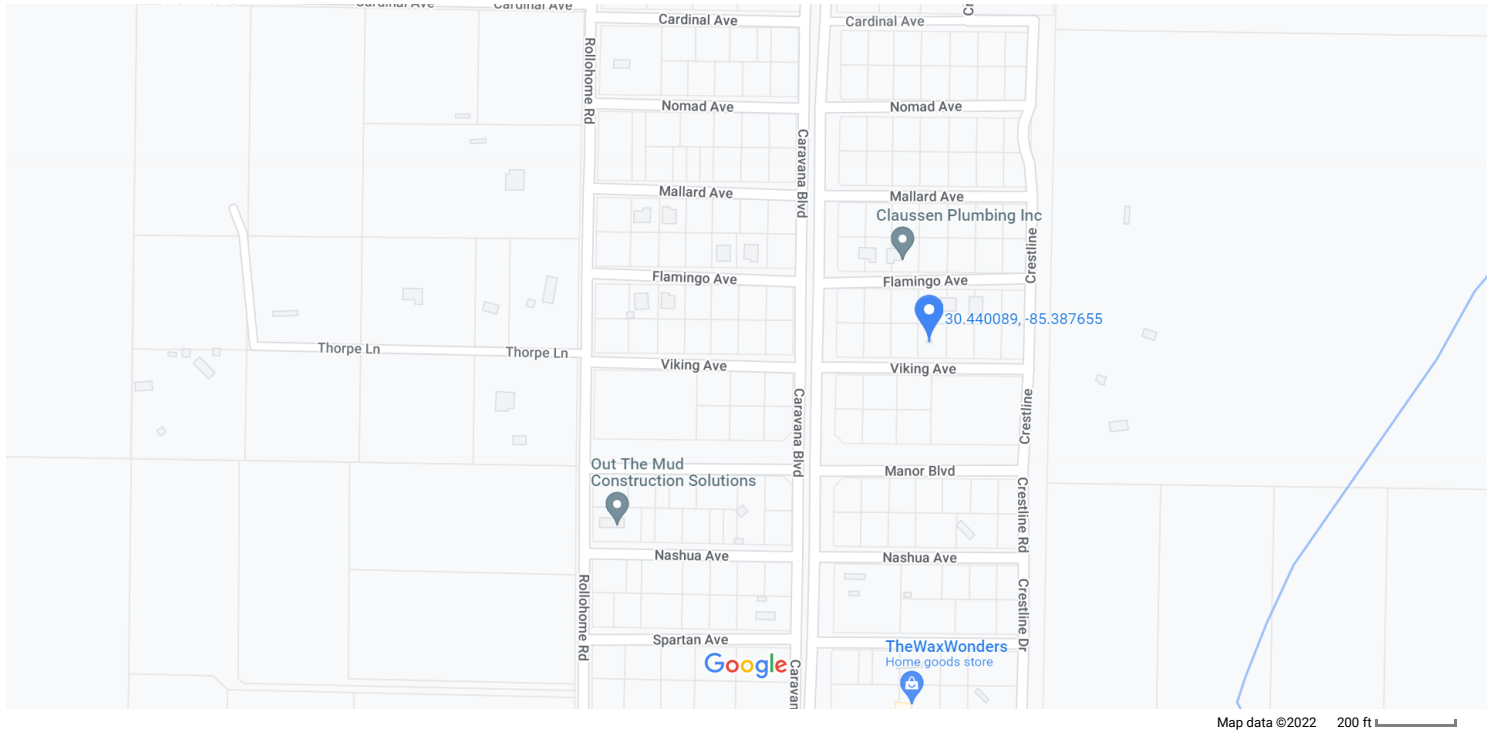 Cardinal Ave
Cardinal Ave
Cardinal Ave
Cardinal Ave
Rollohome Rd
Nomad Ave
Nomad Ave
Caravana Blvd
Mallard Ave
Mallard Ave
Claussen Plumbing Inc
Crestline
Flamingo Ave
Flamingo Ave
30.440089, -85.387655
Thorpe Ln
Thorpe Ln
Viking Ave
Viking Ave
Caravana Blvd
Crestline
Out The Mud
Construction Solutions
Manor Blvd
Crestline Rd
Nashua Ave
Nashua Ave
Rollohome Rd
Crestline Dr
Spartan Ave
TheWaxWonders
Home goods store
Google
Caravan
Map data ©2022 200 ft